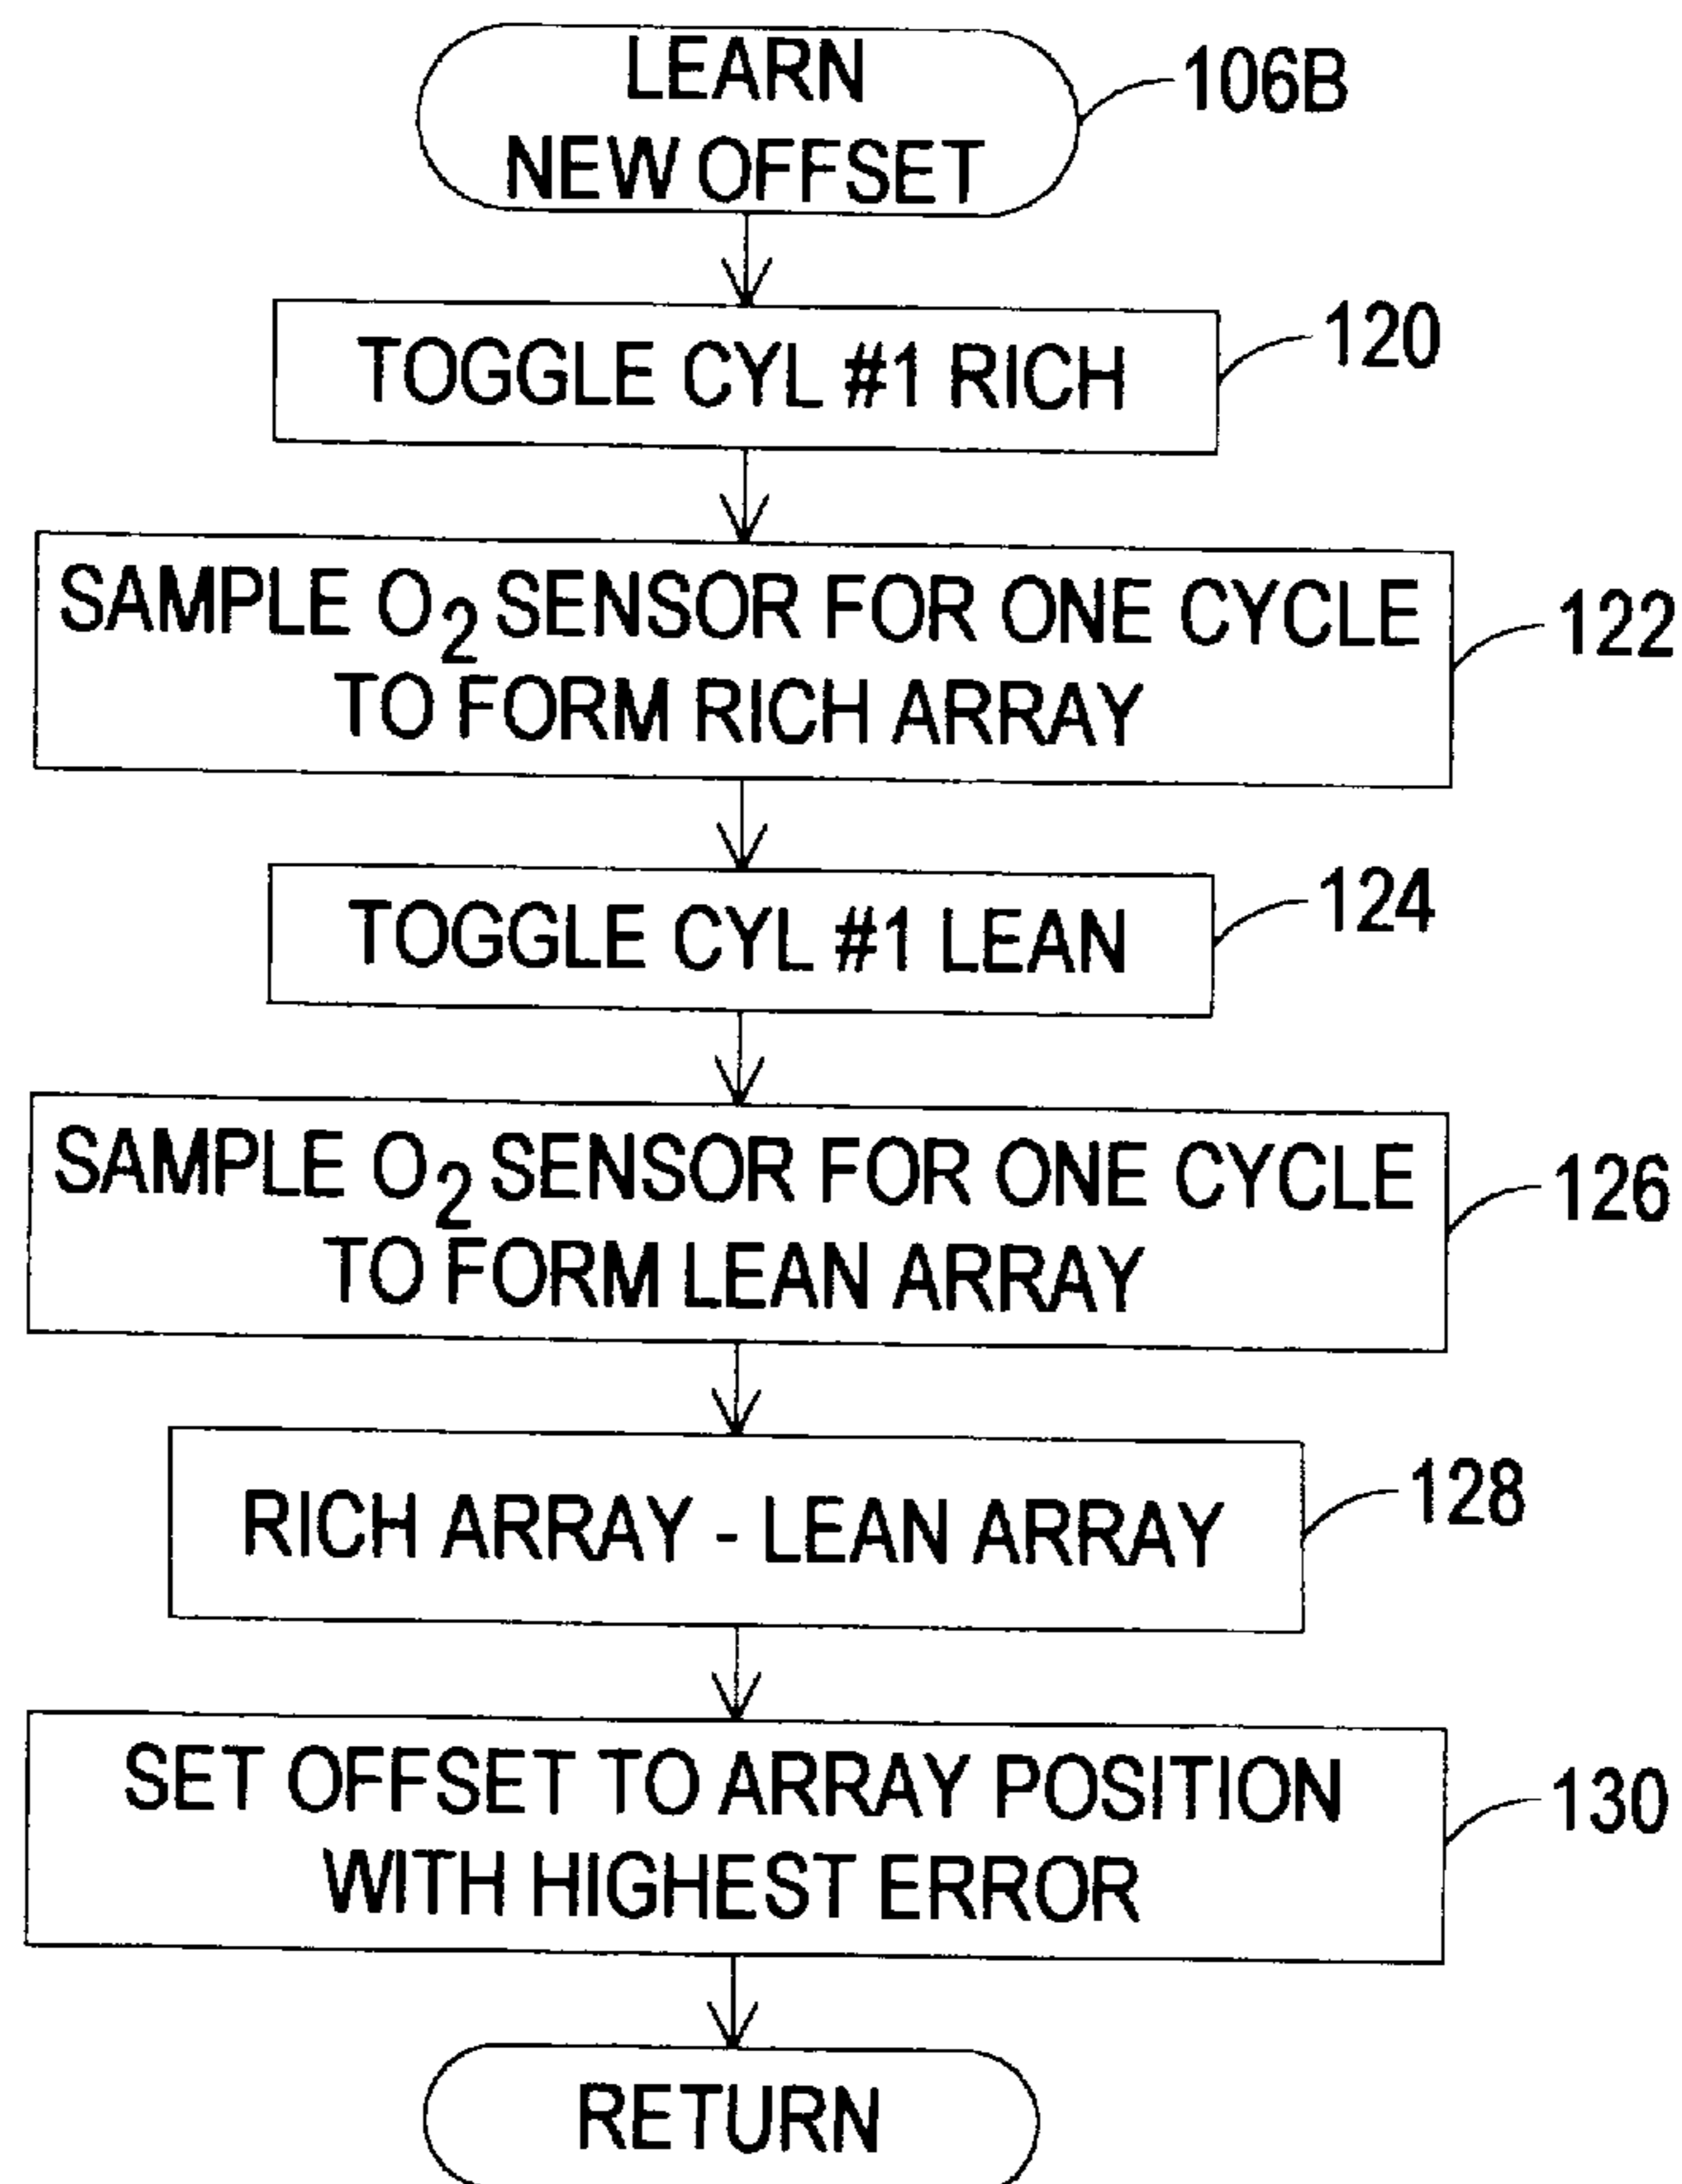 LEARN
NEW OFFSET
106B
TOGGLE CYL #1 RICH
120
SAMPLE O2 SENSOR FOR ONE CYCLE
TO FORM RICH ARRAY
122
TOGGLE CYL #1 LEAN
124
SAMPLE O2 SENSOR FOR ONE CYCLE
TO FORM LEAN ARRAY
126
RICH ARRAY - LEAN ARRAY
128
SET OFFSET TO ARRAY POSITION
WITH HIGHEST ERROR
130
RETURN